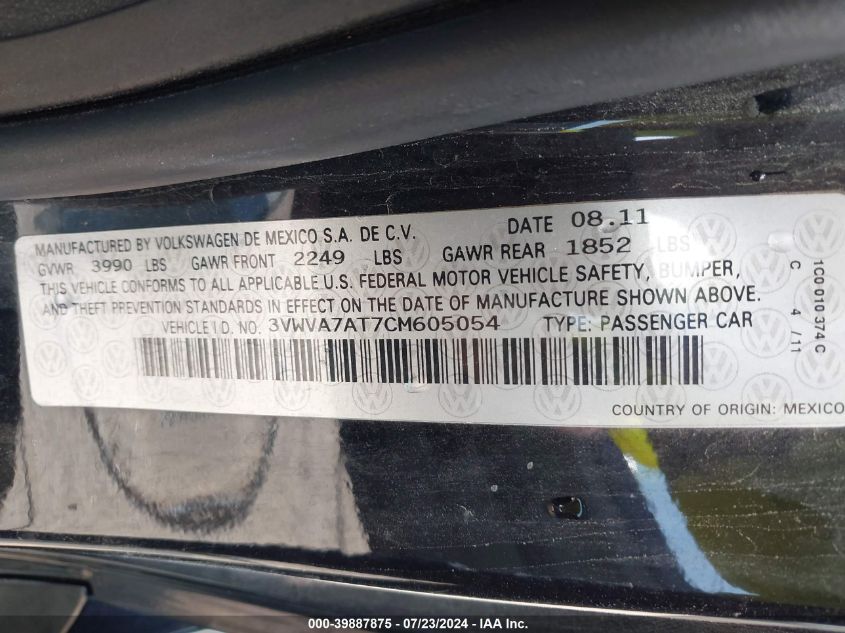 MANUFACTURED BY VOLKSWAGEN DE MEXICO S.A. DE C.V. DATE 08.11
GVWR 3990 LBS GAWR FRONT 2249 LBS GAWR REAR 1852 LBS
THIS VEHICLE CONFORMS TO ALL APPLICABLE U.S. FEDERAL MOTOR VEHICLE SAFETY, BUMPER,
AND THEFT PREVENTION STANDARDS IN EFFECT ON THE DATE OF MANUFACTURE SHOWN ABOVE.
VEHICLE I D. NO. 3VWVA7AT7CM605054 TYPE: PASSENGER CAR
COUNTRY OF ORIGIN: MEXICO
1C0 010 374 C
C 4 /11
000-39887875 / 07/23/2024 - IAA, Inc.